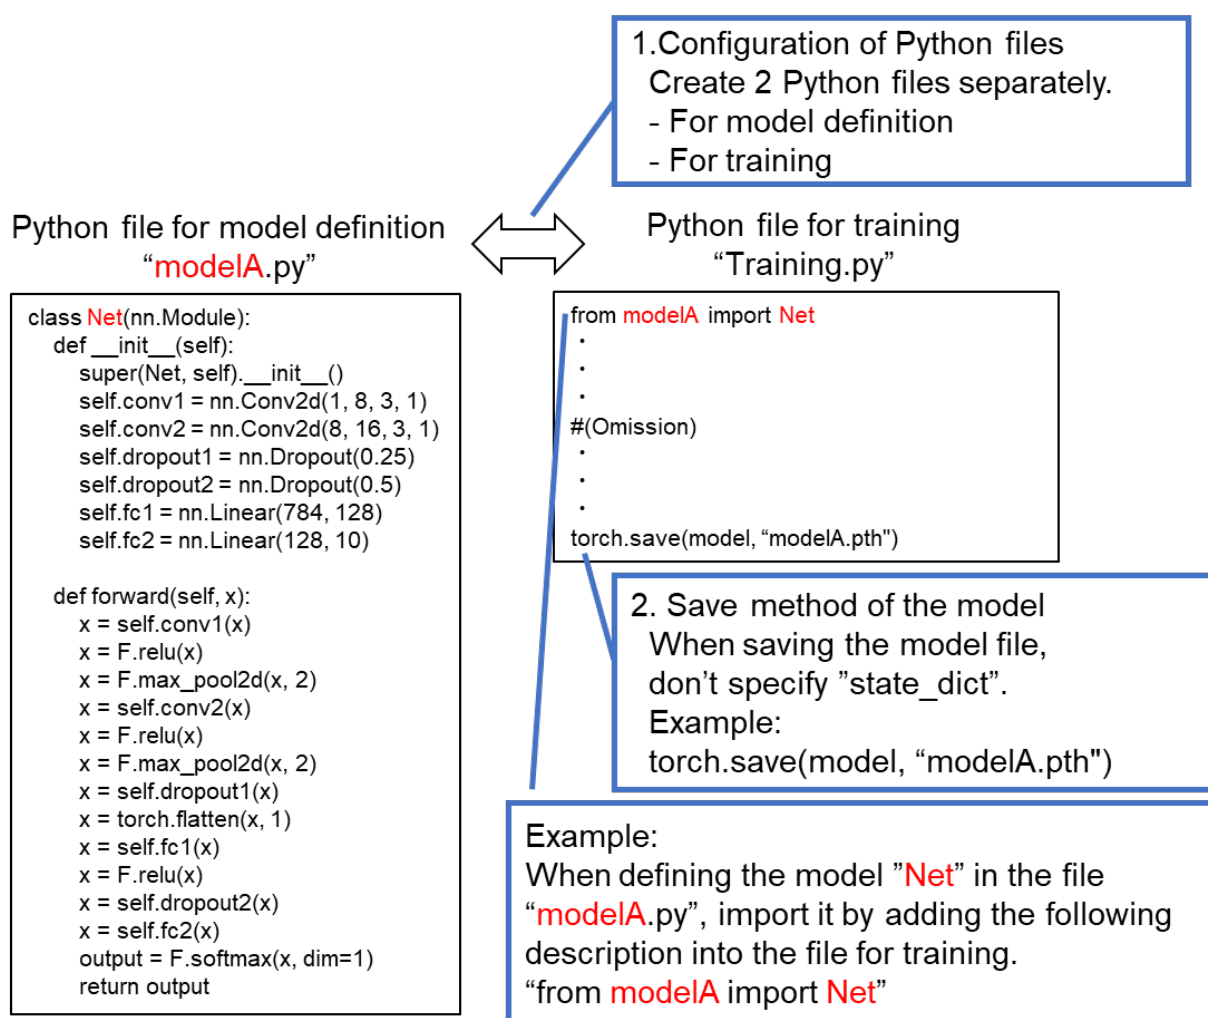 1.Configuration of Python files
Create 2 Python files separately.
- For model definition
- For training
Python file for model definition
“modelA.py”
class Net(nn.Module):
def __init__(self):
super(Net, self).__init__()
self.conv1 = nn.Conv2d(1, 8, 3, 1)
self.conv2 = nn.Conv2d(8, 16, 3, 1)
self.dropout1 = nn.Dropout(0.25)
self.dropout2 = nn.Dropout(0.5)
self.fc1 = nn.Linear(784, 128)
self.fc2 = nn.Linear(128, 10)
def forward(self, x):
x = self.conv1(x)
x = F.relu(x)
x = F.max_pool2d(x, 2)
x = self.conv2(x)
x = F.relu(x)
x = F.max_pool2d(x, 2)
x = self.dropout1(x)
x = torch.flatten(x, 1)
x = self.fc1(x)
x = F.relu(x)
x = self.dropout2(x)
x = self.fc2(x)
output = F.softmax(x, dim=1)
return output
Python file for training
“Training.py”
from modelA import Net
・
・
・
#(Omission)
・
・
・
torch.save(model, “modelA.pth")
2. Save method of the model
When saving the model file,
don’t specify ”state_dict”.
Example:
torch.save(model, “modelA.pth")
Example:
When defining the model ”Net” in the file
“modelA.py”, import it by adding the following
description into the file for training.
“from modelA import Net”